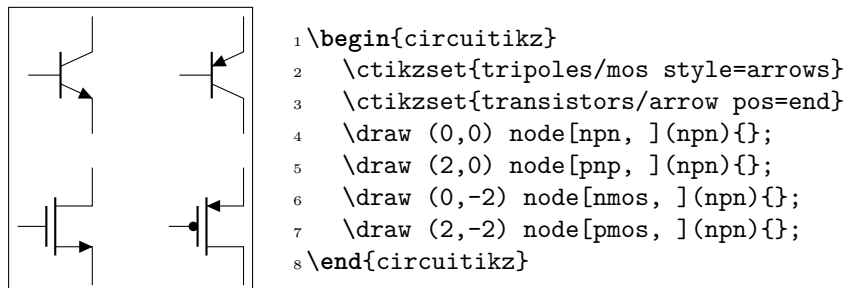 1 \begin{circuitikz}
2 \ctikzset{tripoles/mos style=arrows}
3 \ctikzset{transistors/arrow pos=end}
4 \draw (0,0) node[npn, ](npn){};
5 \draw (2,0) node[pnp, ](npn){};
6 \draw (0,-2) node[nmos, ](npn){};
7 \draw (2,-2) node[pmos, ](npn){};
8 \end{circuitikz}